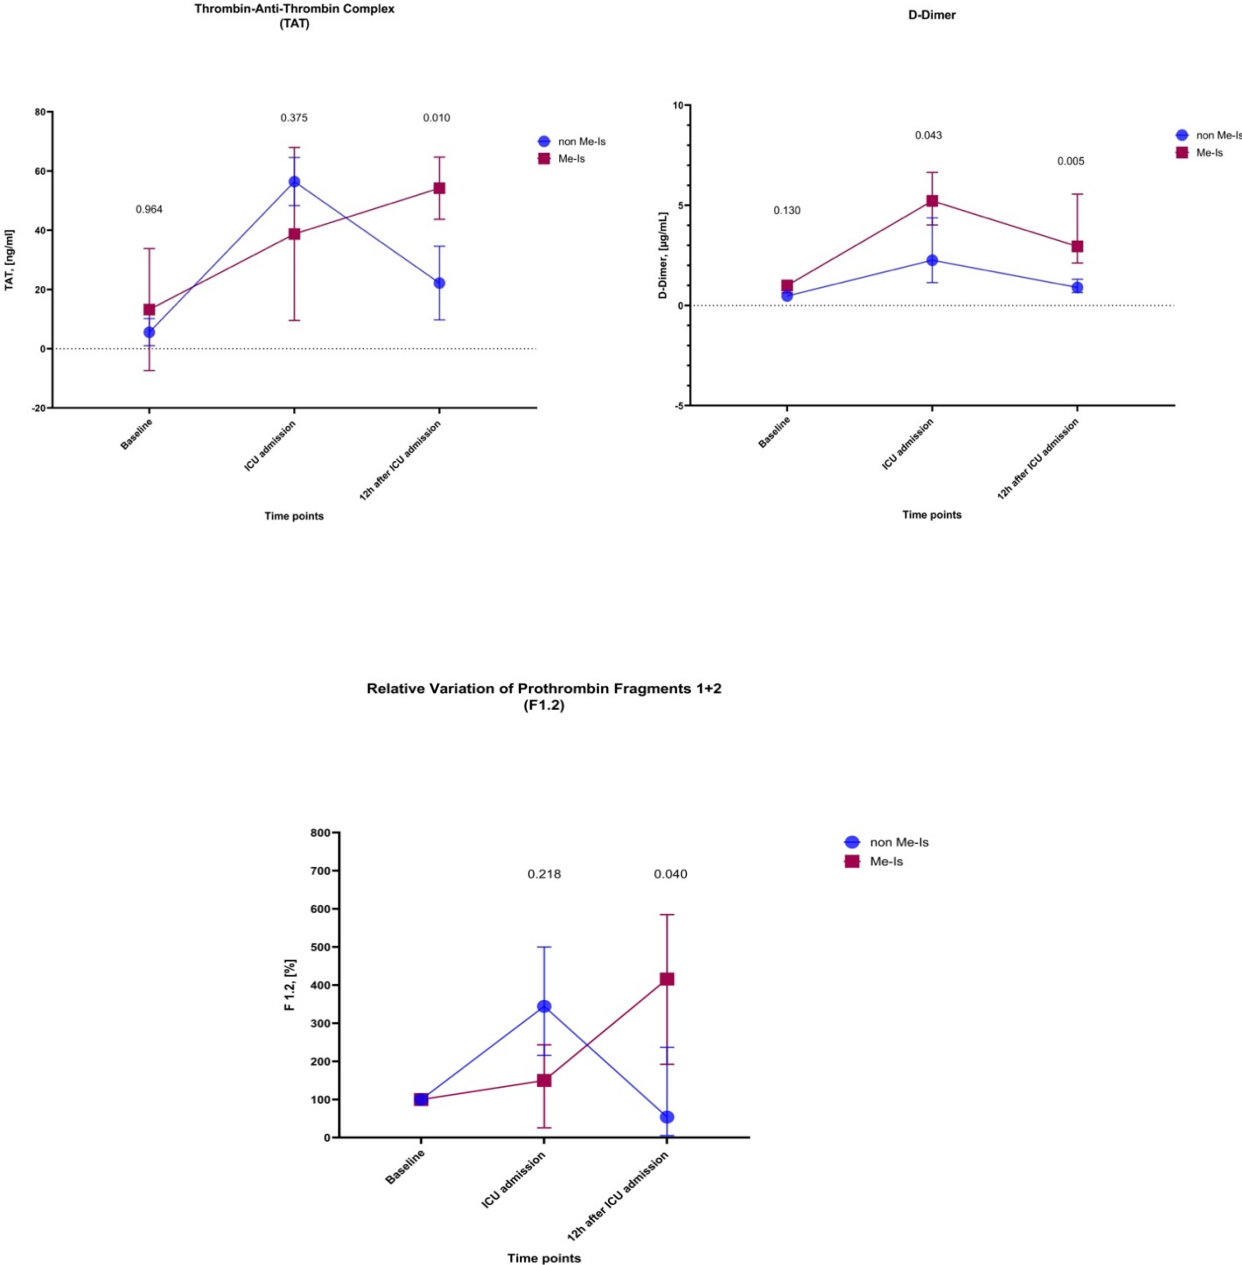 Thrombin-Anti-Thrombin Complex
(TAT)
80
60
40
20
0
-20
TAT, [ng/ml]
0.964
0.375
0.010
non Me-Is
Me-Is
Baseline
ICU admission
12h after ICU admission
Time points
D-Dimer
10
5
0
-5
D-Dimer, [µg/mL]
0.130
0.043
0.005
non Me-Is
Me-Is
Baseline
ICU admission
12h after ICU admission
Time points
Relative Variation of Prothrombin Fragments 1+2
(F1.2)
800
700
600
500
400
300
200
100
0
F 1.2, [%]
0.218
0.040
non Me-Is
Me-Is
Baseline
ICU admission
12h after ICU admission
Time points